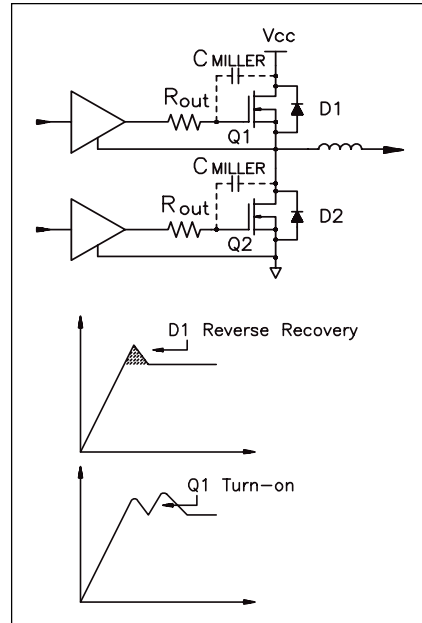 Vcc
CMILLER
Rout
D1
Q1
CMILLER
Rout
D2
Q2
D1 Reverse Recovery
Q1 Turn-on